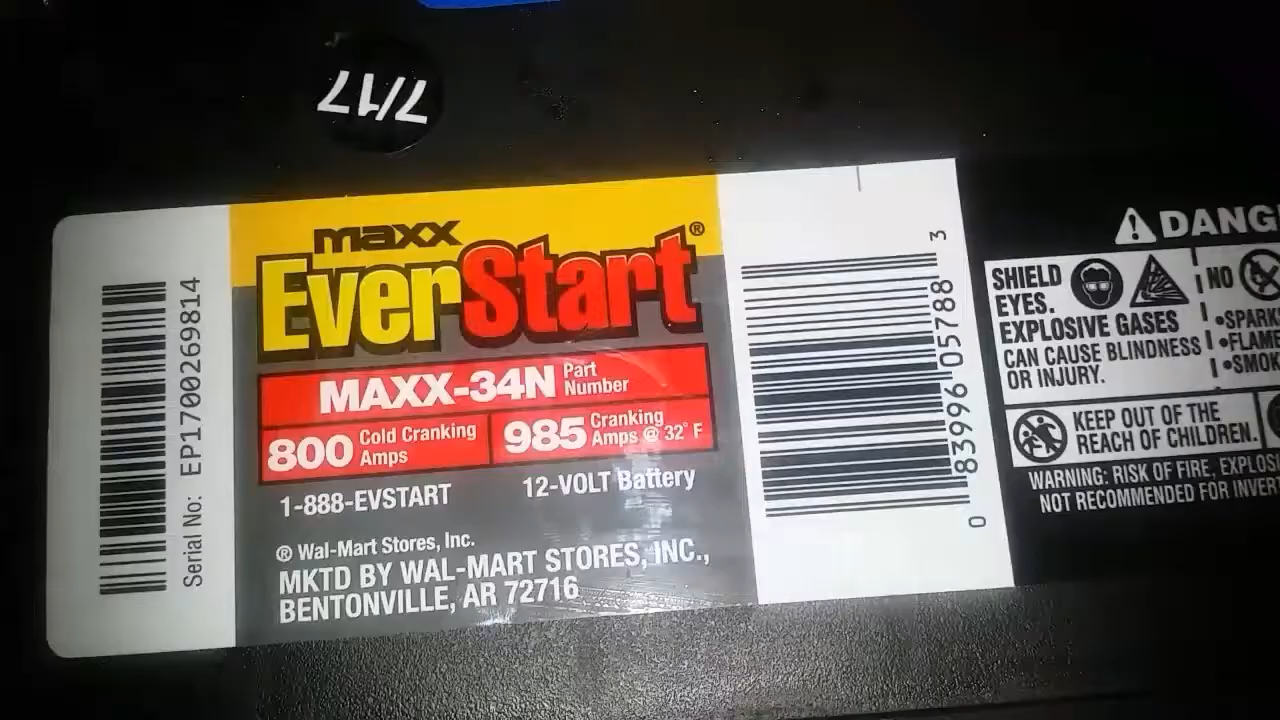 7/17
maxx
EverStart®
MAXX-34N Part Number
800 Cold Cranking Amps
985 Cranking Amps @ 32° F
1-888-EVSTART
12-VOLT Battery
® Wal-Mart Stores, Inc.
MKTD BY WAL-MART STORES, INC.,
BENTONVILLE, AR 72716
Serial No: EP1700269814
0 83996 05788 3
DANG
SHIELD
EYES.
EXPLOSIVE GASES
CAN CAUSE BLINDNESS
OR INJURY.
NO
•SPARK
•FLAME
•SMOK
KEEP OUT OF THE
REACH OF CHILDREN.
WARNING: RISK OF FIRE, EXPLOSI
NOT RECOMMENDED FOR INVERT